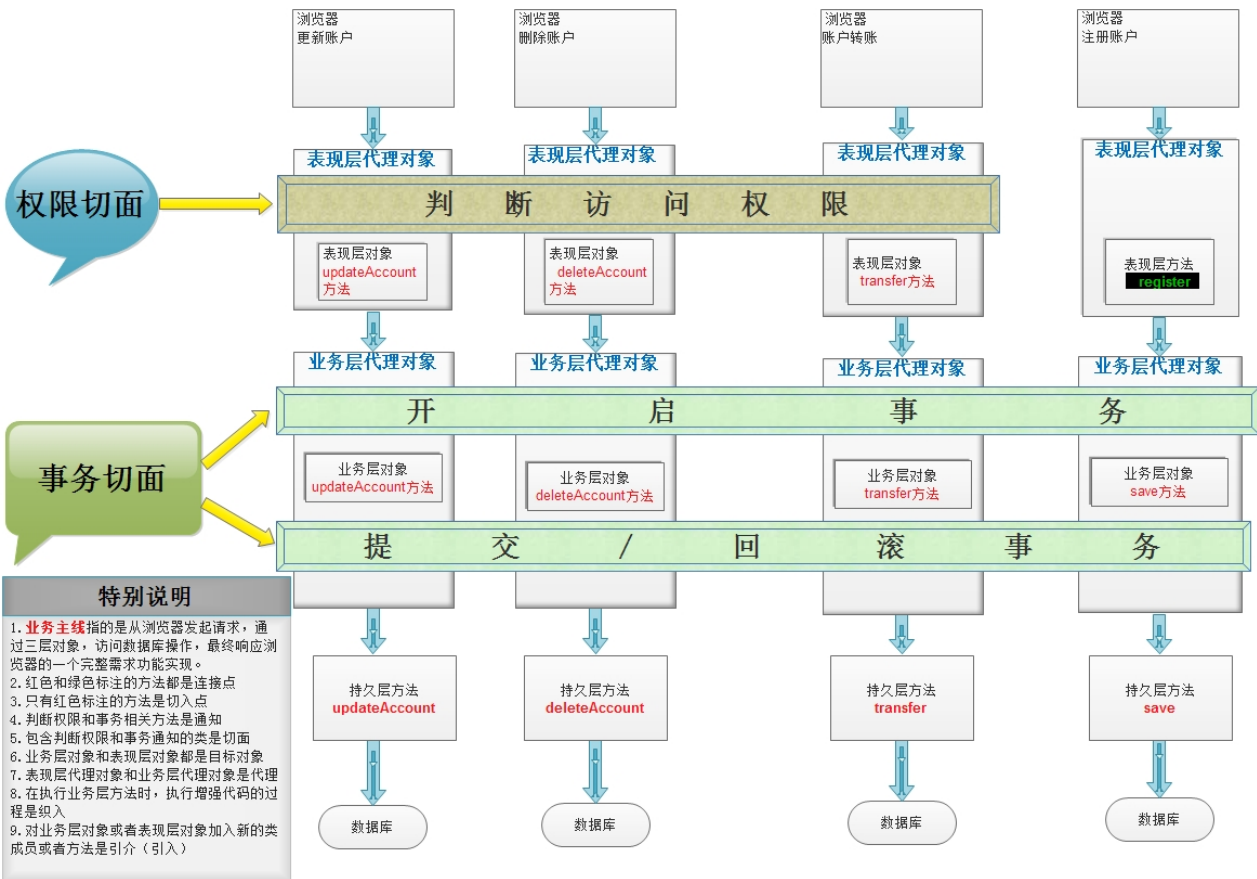 浏览器
更新账户
浏览器
删除账户
浏览器
账户转账
浏览器
注册账户
表现层代理对象
表现层代理对象
表现层代理对象
表现层代理对象
权限切面
判断访问权限
表现层对象
updateAccount
方法
表现层对象
deleteAccount
方法
表现层对象
transfer方法
表现层方法
register
业务层代理对象
业务层代理对象
业务层代理对象
业务层代理对象
开启事务
事务切面
业务层对象
updateAccount方法
业务层对象
deleteAccount方法
业务层对象
transfer方法
业务层对象
save方法
提交/回滚事务
特别说明
1.业务主线指的是从浏览器发起请求，通
过三层对象，访问数据库操作，最终响应浏
览器的一个完整需求功能实现。
2.红色和绿色标注的方法都是连接点
3.只有红色标注的方法是切入点
4.判断权限和事务相关方法是通知
5.包含判断权限和事务通知的类是切面
6.业务层对象和表现层对象都是目标对象
7.表现层代理对象和业务层代理对象是代理
8.在执行业务层方法时，执行增强代码的过
程是织入
9.对业务层对象或者表现层对象加入新的类
成员或者方法是引介（引入）
持久层方法
updateAccount
持久层方法
deleteAccount
持久层方法
transfer
持久层方法
save
数据库
数据库
数据库
数据库